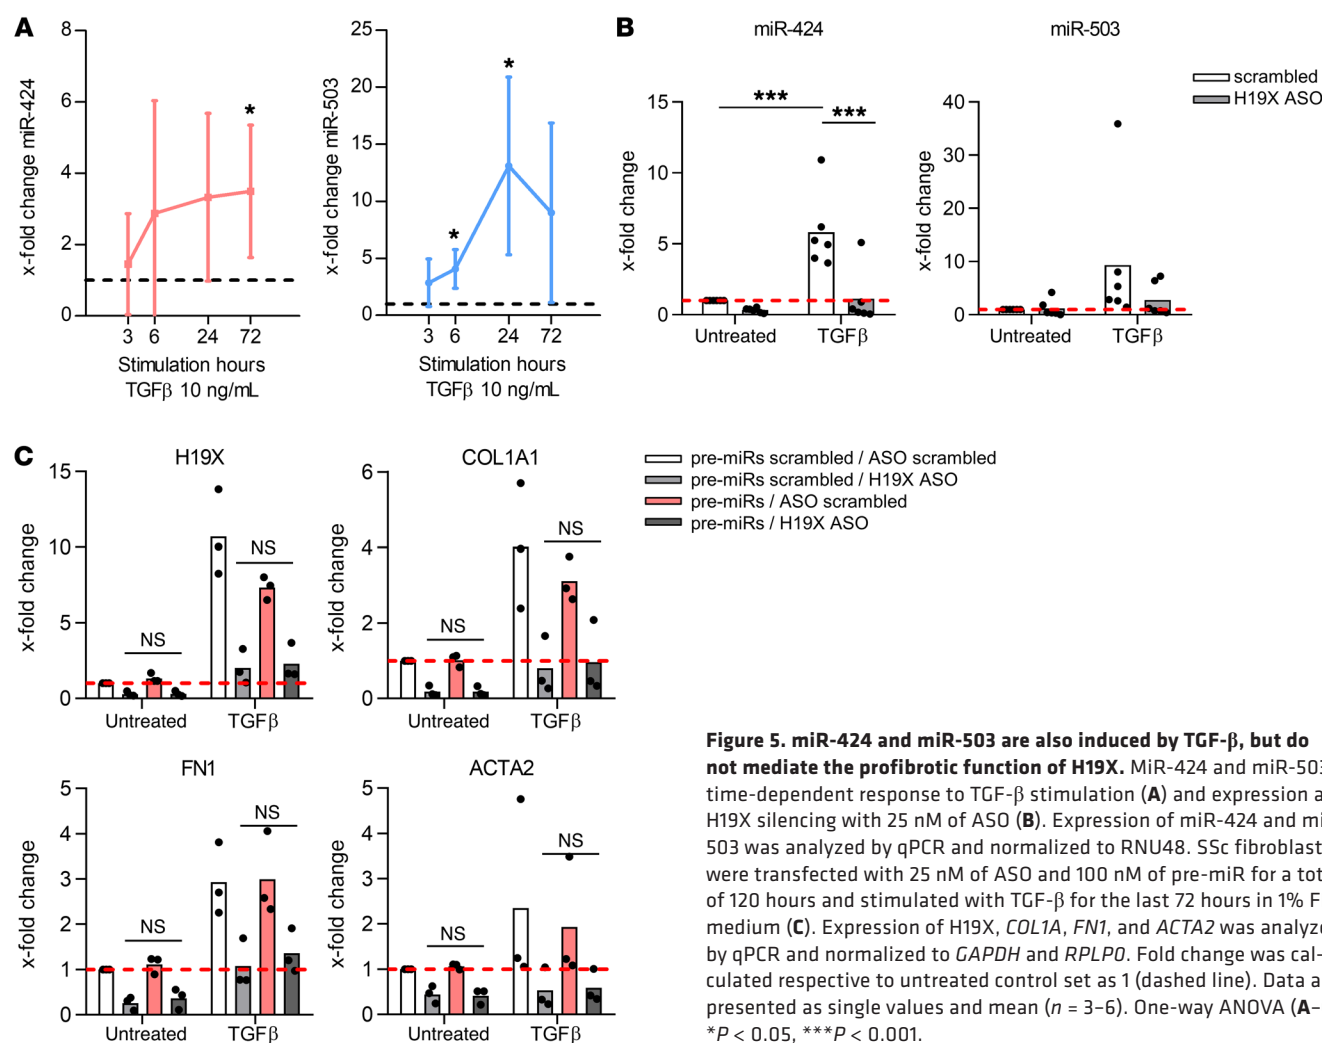 A
8
6
4
2
0
x-fold change miR-424
*
3 6 24 72
Stimulation hours
TGFβ 10 ng/mL
25
20
15
10
5
0
x-fold change miR-503
*
*
3 6 24 72
Stimulation hours
TGFβ 10 ng/mL
B
miR-424
15
10
5
0
x-fold change
***
***
Untreated TGFβ
miR-503
40
30
20
10
0
x-fold change
Untreated TGFβ
scrambled
H19X ASO
C
H19X
15
10
5
0
x-fold change
NS
NS
Untreated TGFβ
COL1A1
6
4
2
0
x-fold change
NS
NS
Untreated TGFβ
pre-miRs scrambled / ASO scrambled
pre-miRs scrambled / H19X ASO
pre-miRs / ASO scrambled
pre-miRs / H19X ASO
FN1
5
4
3
2
1
0
x-fold change
NS
NS
Untreated TGFβ
ACTA2
5
4
3
2
1
0
x-fold change
NS
NS
Untreated TGFβ
Figure 5. miR-424 and miR-503 are also induced by TGF-β, but do
not mediate the profibrotic function of H19X. MiR-424 and miR-503
time-dependent response to TGF-β stimulation (A) and expression
H19X silencing with 25 nM of ASO (B). Expression of miR-424 and
503 was analyzed by qPCR and normalized to RNU48. SSc fibroblast
were transfected with 25 nM of ASO and 100 nM of pre-miR for a
of 120 hours and stimulated with TGF-β for the last 72 hours in 1%
medium (C). Expression of H19X, COL1A, FN1, and ACTA2 was
by qPCR and normalized to GAPDH and RPLP0. Fold change was cal-
culated respective to untreated control set as 1 (dashed line). Data
presented as single values and mean (n = 3–6). One-way ANOVA (A–
*P < 0.05, ***P < 0.001.